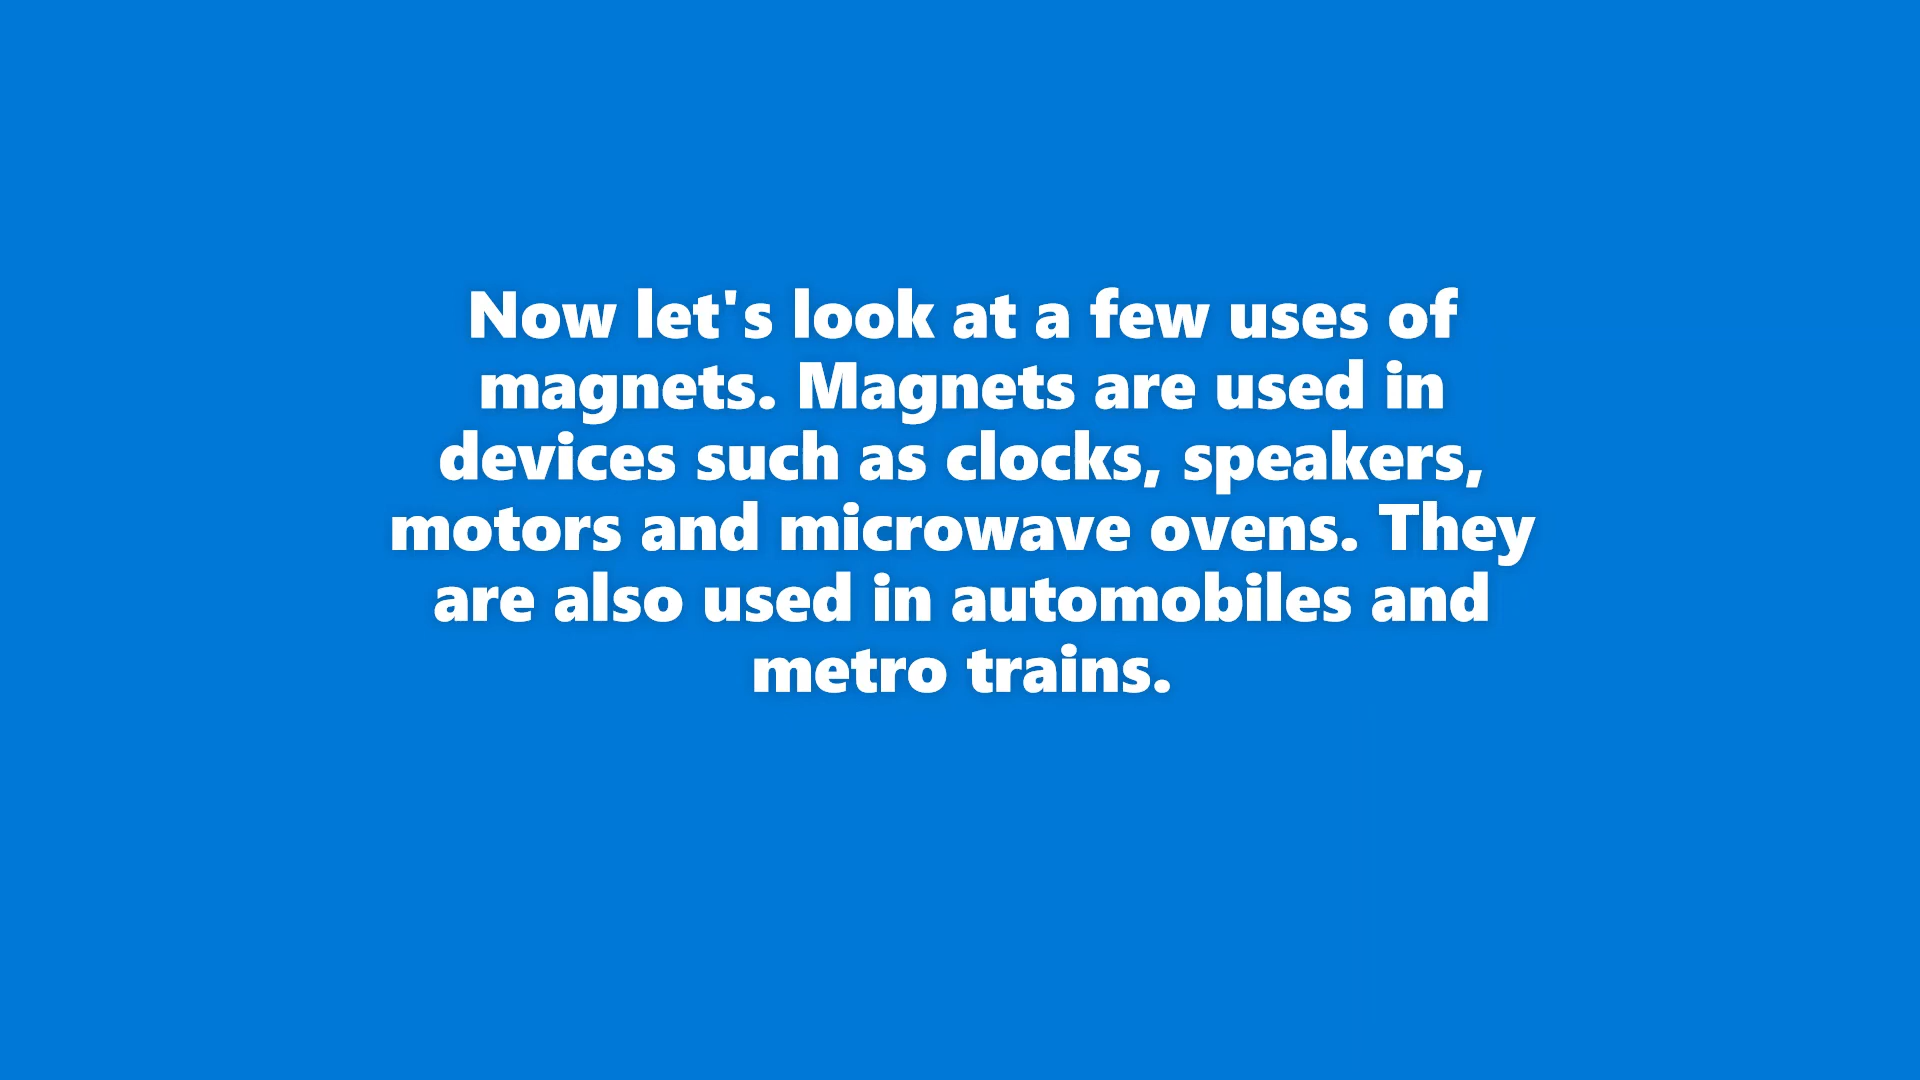 Now let's look at a few uses of
magnets. Magnets are used in
devices such as clocks, speakers,
motors and microwave ovens. They
are also used in automobiles and
metro trains.